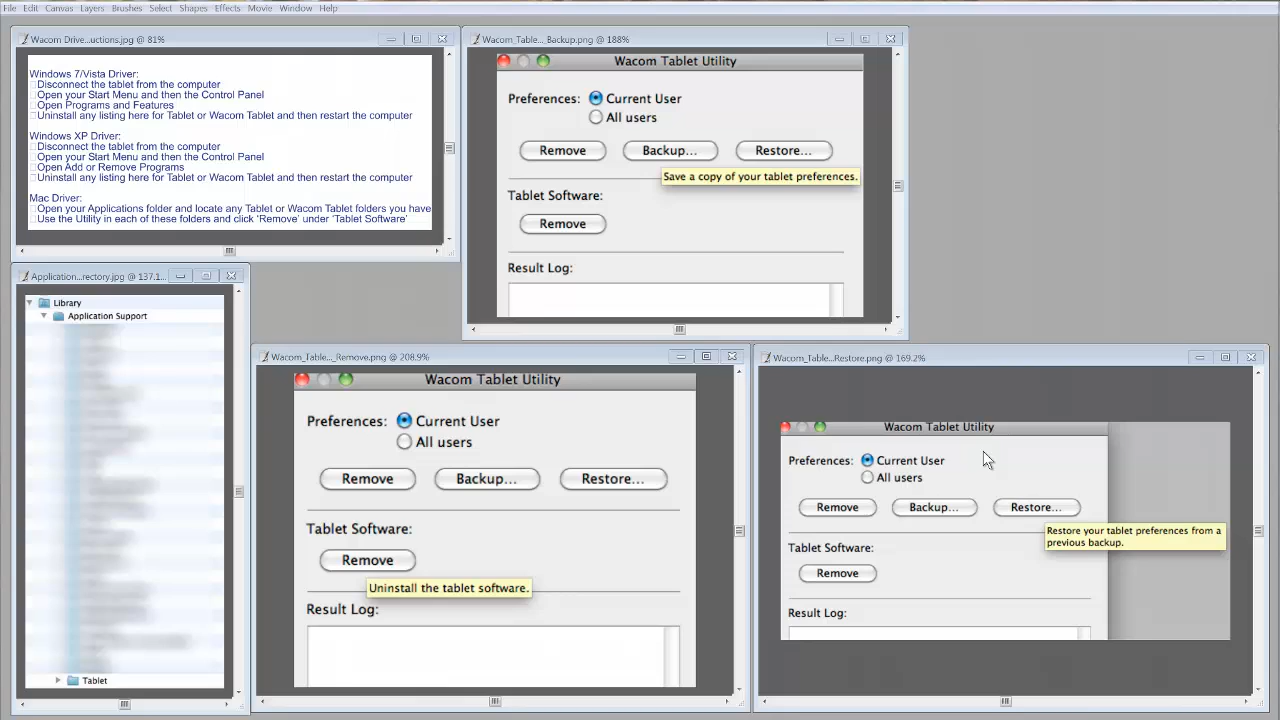 File Edit Canvas Layers Brushes Select Shapes Effects Movie Window Help
Wacom Drive...uctions.jpg @ 81%
Windows 7/Vista Driver:
Disconnect the tablet from the computer
Open your Start Menu and then the Control Panel
Open Programs and Features
Uninstall any listing here for Tablet or Wacom Tablet and then restart the computer
Windows XP Driver:
Disconnect the tablet from the computer
Open your Start Menu and then the Control Panel
Open Add or Remove Programs
Uninstall any listing here for Tablet or Wacom Tablet and then restart the computer
Mac Driver:
Open your Applications folder and locate any Tablet or Wacom Tablet folders you have
Use the Utility in each of these folders and click 'Remove' under 'Tablet Software'
Wacom_Table..._Backup.png @ 188%
Wacom Tablet Utility
Preferences: Current User
All users
Remove Backup... Restore...
Save a copy of your tablet preferences.
Tablet Software:
Remove
Result Log:
Application...rectory.jpg @ 137.1...
Library
Application Support
Tablet
Wacom_Table..._Remove.png @ 208.9%
Wacom Tablet Utility
Preferences: Current User
All users
Remove Backup... Restore...
Tablet Software:
Remove
Uninstall the tablet software.
Result Log:
Wacom_Table...Restore.png @ 169.2%
Wacom Tablet Utility
Preferences: Current User
All users
Remove Backup... Restore...
Restore your tablet preferences from a
previous backup.
Tablet Software:
Remove
Result Log: